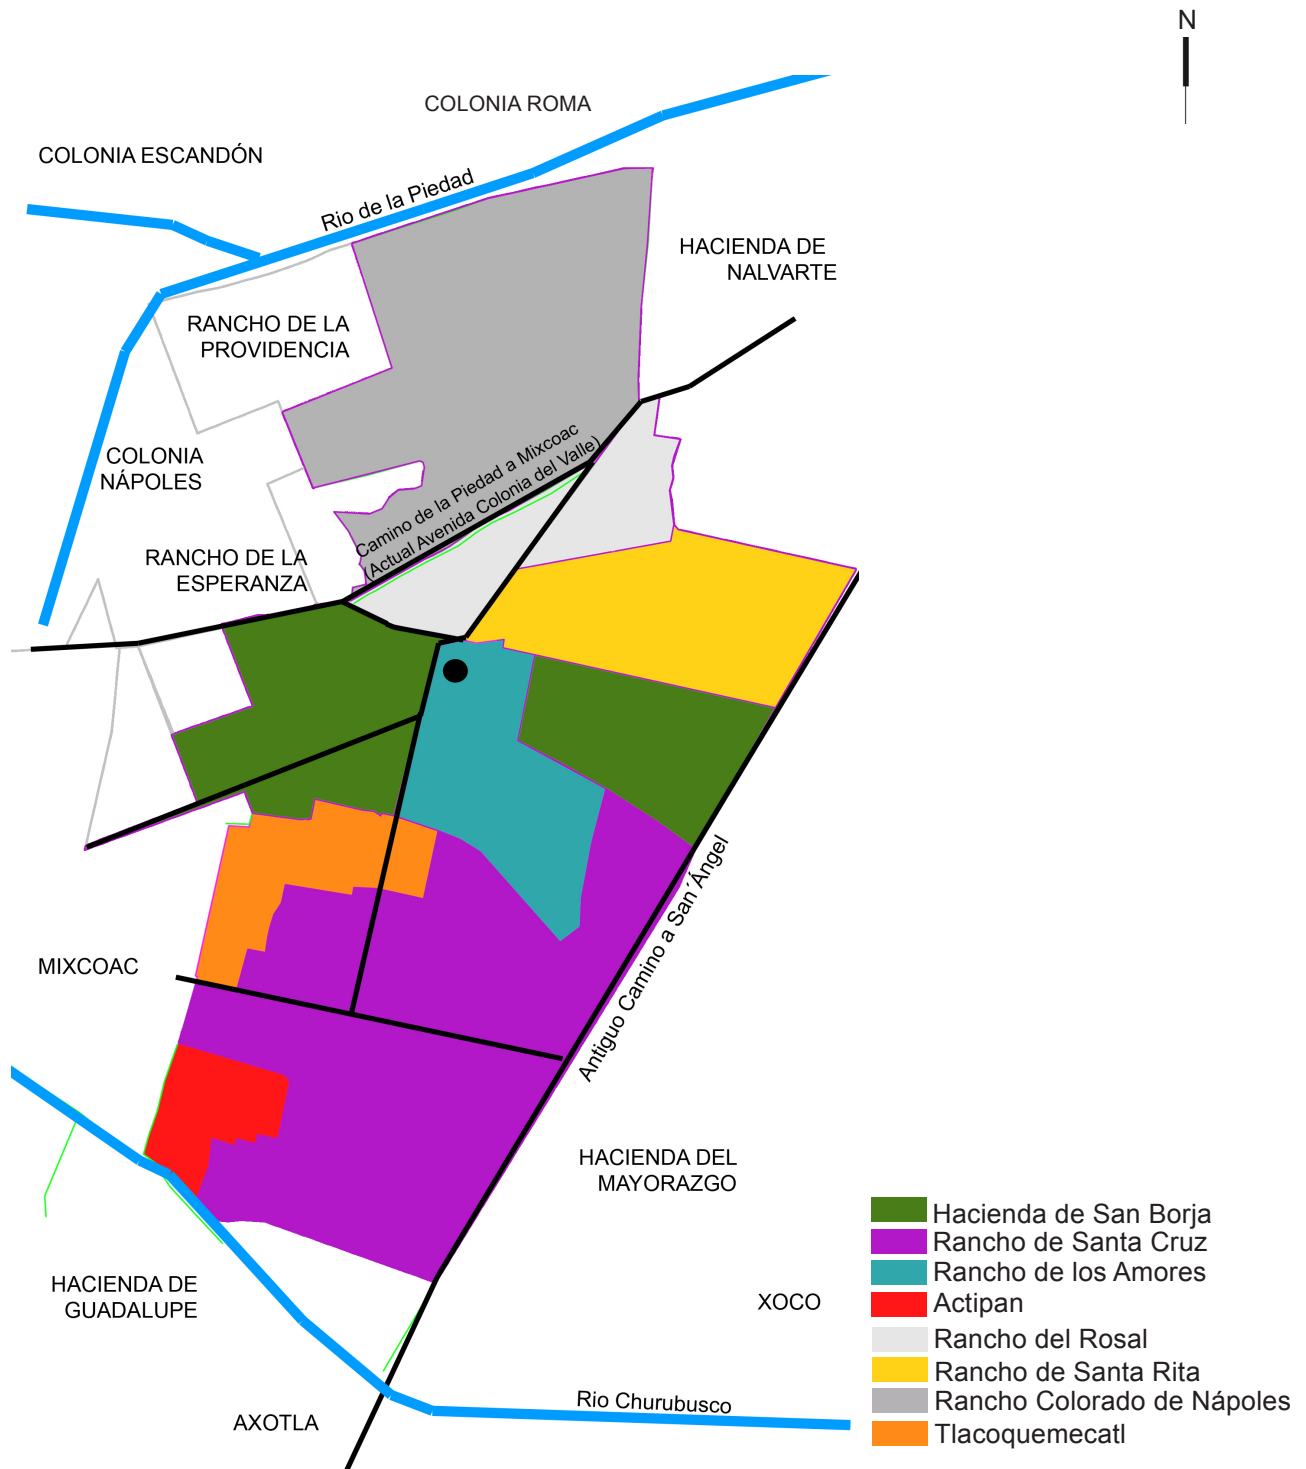 N
COLONIA ROMA
COLONIA ESCANDÓN
Rio de la Piedad
HACIENDA DE
NALVARTE
RANCHO DE LA
PROVIDENCIA
COLONIA
NÁPOLES
Camino de la Piedad a Mixcoac
(Actual Avenida Colonia del Valle)
RANCHO DE LA
ESPERANZA
Antiguo Camino a San´Ángel
MIXCOAC
HACIENDA DEL
MAYORAZGO
HACIENDA DE
GUADALUPE
XOCO
Rio Churubusco
AXOTLA
Hacienda de San Borja
Rancho de Santa Cruz
Rancho de los Amores
Actipan
Rancho del Rosal
Rancho de Santa Rita
Rancho Colorado de Nápoles
Tlacoquemecatl